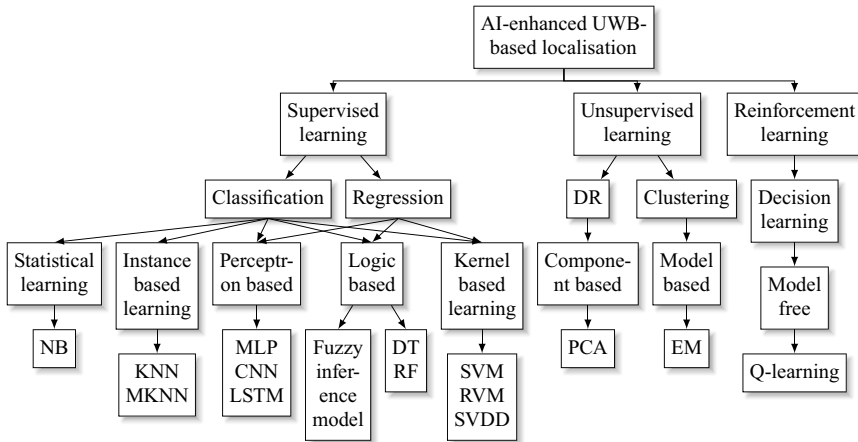 AI-enhanced UWB-
based localisation
Supervised
learning
Unsupervised
learning
Reinforcement
learning
Classification
Regression
DR
Clustering
Decision
learning
Statistical
learning
Instance
based
learning
Perceptr-
on based
Logic
based
Kernel
based
learning
Compone-
nt based
Model
based
Model
free
NB
KNN
MKNN
MLP
CNN
LSTM
Fuzzy
infer-
ence
model
DT
RF
SVM
RVM
SVDD
PCA
EM
Q-learning